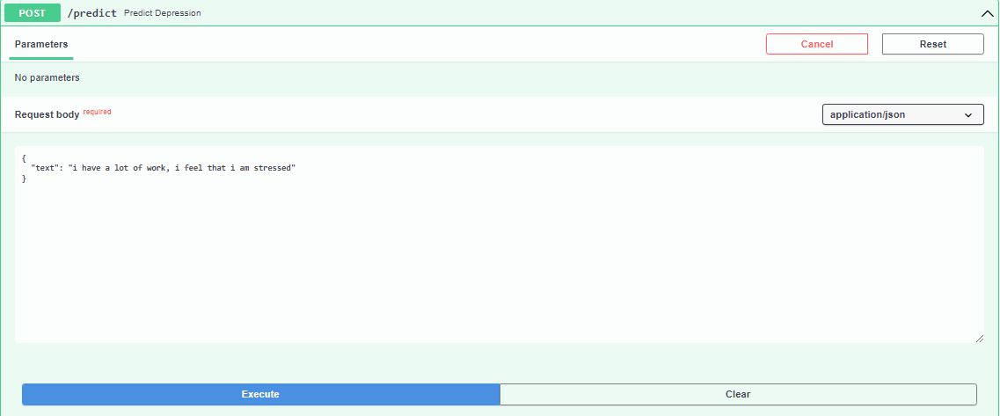 POST /predict Predict Depression
Parameters Cancel Reset
No parameters
Request body required application/json
{
"text": "i have a lot of work, i feel that i am stressed"
}
Execute Clear